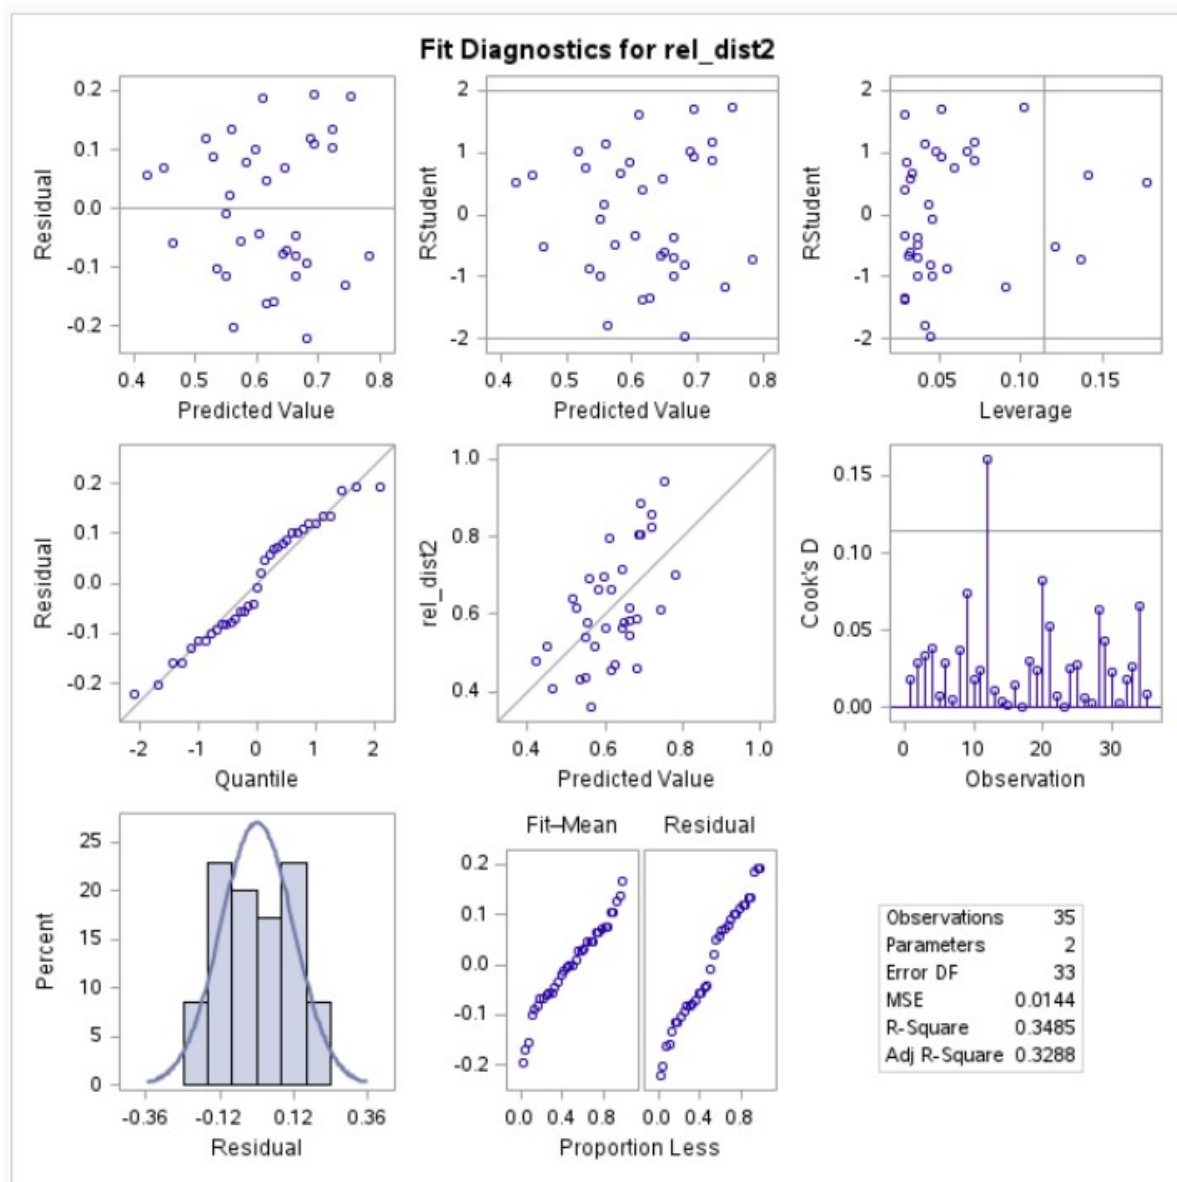 Fit Diagnostics for rel_dist2
0.2
0.1
0.0
-0.1
-0.2
Residual
0.4 0.5 0.6 0.7 0.8
Predicted Value
2
1
0
-1
-2
RStudent
0.4 0.5 0.6 0.7 0.8
Predicted Value
2
1
0
-1
-2
RStudent
0.05 0.10 0.15
Leverage
0.2
0.1
0.0
-0.1
-0.2
Residual
-2 -1 0 1 2
Quantile
1.0
0.8
0.6
0.4
rel_dist2
0.4 0.6 0.8 1.0
Predicted Value
0.15
0.10
0.05
0.00
Cook's D
0 10 20 30
Observation
25
20
15
10
5
0
Percent
-0.36 -0.12 0.12 0.36
Residual
Fit–Mean Residual
0.2
0.1
0.0
-0.1
-0.2
0.0 0.4 0.8 0.0 0.4 0.8
Proportion Less
Observations 35
Parameters 2
Error DF 33
MSE 0.0144
R-Square 0.3485
Adj R-Square 0.3288